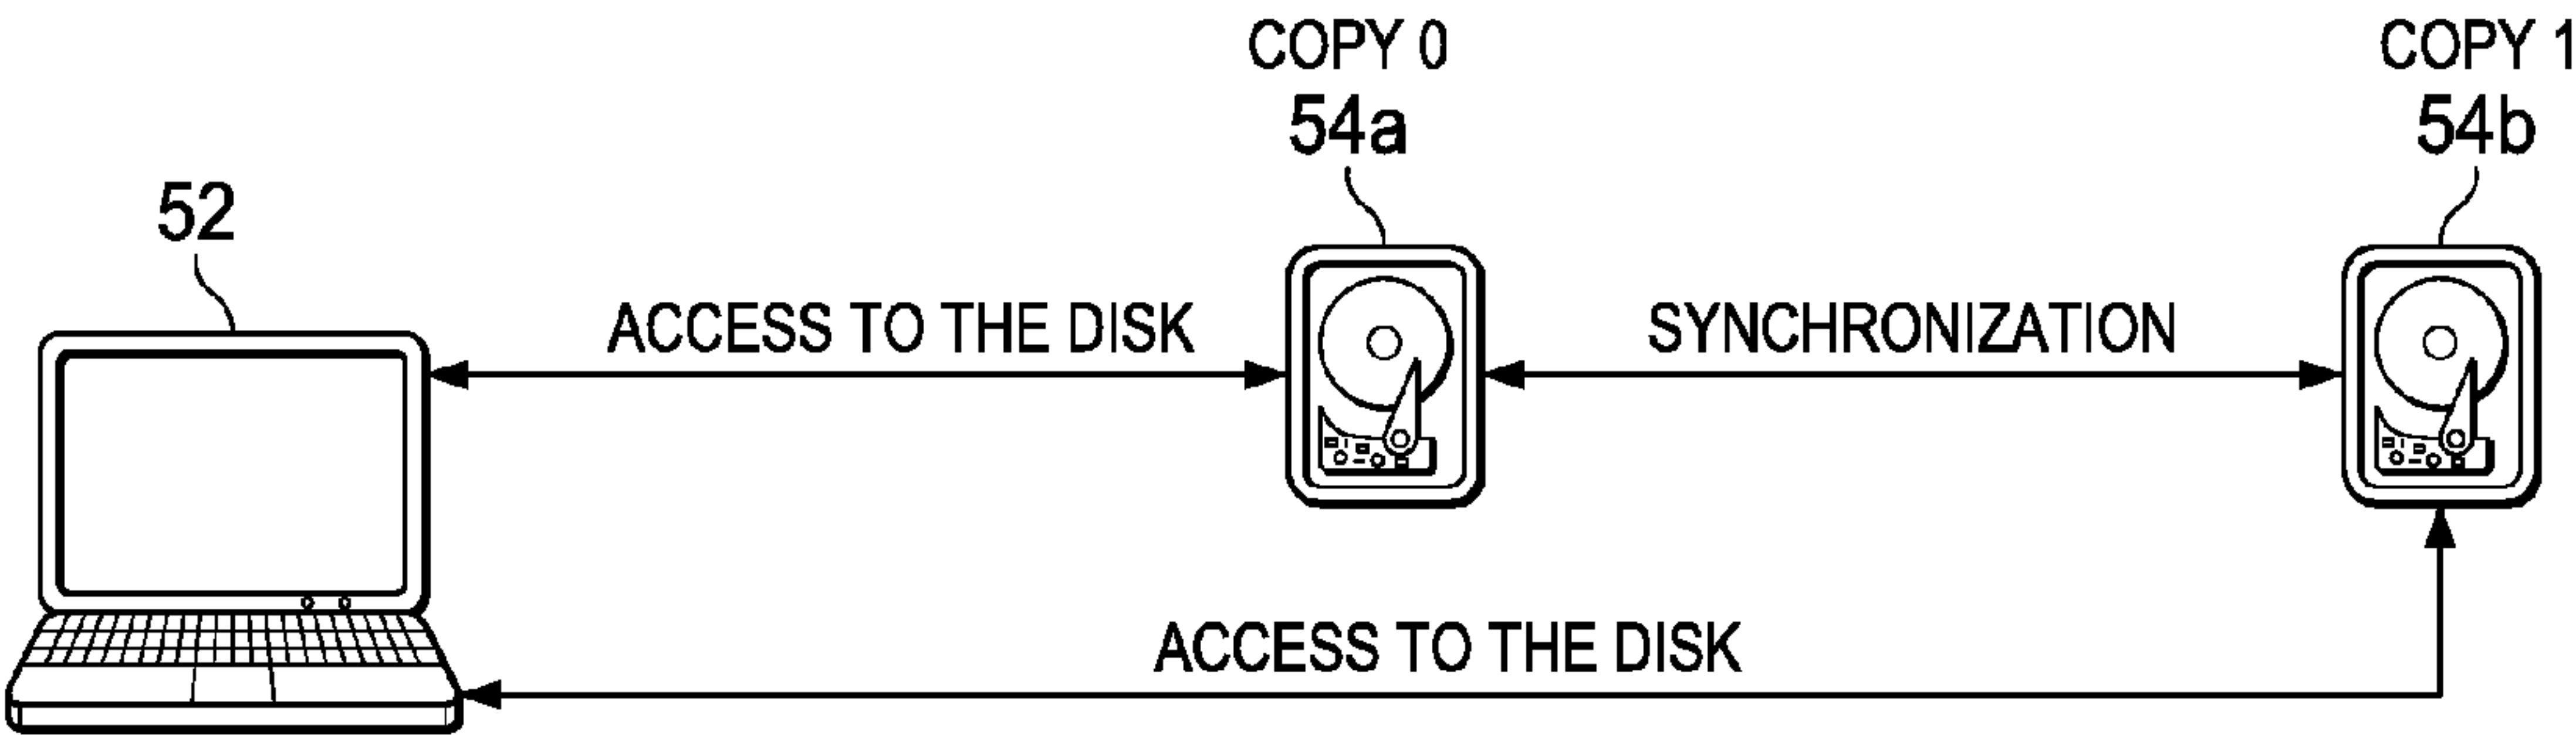 COPY 0
54a
COPY 1
54b
52
ACCESS TO THE DISK
SYNCHRONIZATION
ACCESS TO THE DISK